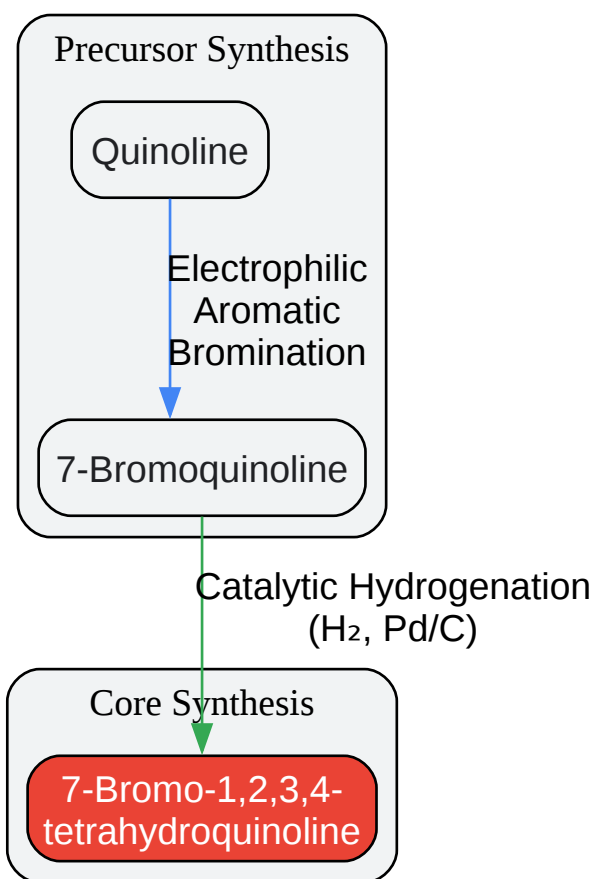 Precursor Synthesis
Quinoline
Electrophilic
Aromatic
Bromination
7-Bromoquinoline
Catalytic Hydrogenation
(H₂, Pd/C)
Core Synthesis
7-Bromo-1,2,3,4-
tetrahydroquinoline